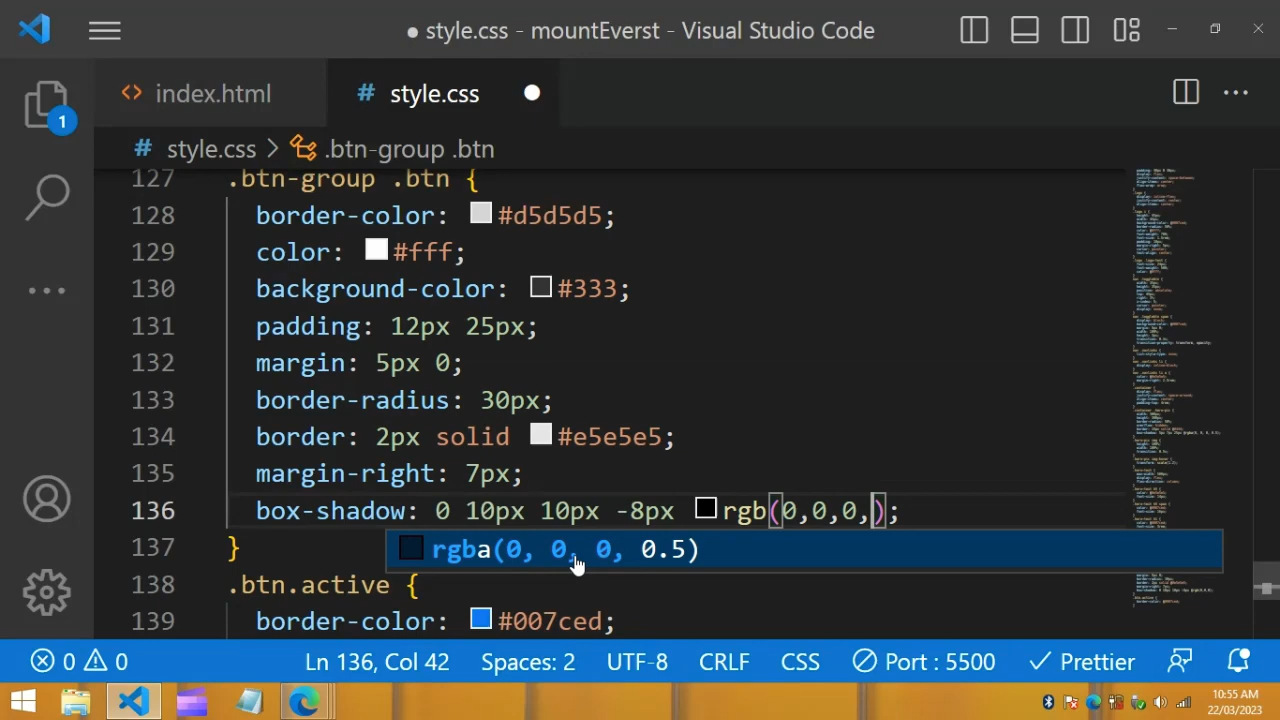 ● style.css - mountEverst - Visual Studio Code
<> index.html
# style.css
1
# style.css > .btn-group .btn
127 .btn-group .btn {
128 border-color: #d5d5d5;
129 color: #fff;
130 background-color: #333;
131 padding: 12px 25px;
132 margin: 5px 0;
133 border-radius: 30px;
134 border: 2px solid #e5e5e5;
135 margin-right: 7px;
136 box-shadow: 0 10px 10px -8px rgb(0,0,0,);
rgba(0, 0, 0, 0.5)
137 }
138 .btn.active {
139 border-color: #007ced;
0 0 Ln 136, Col 42 Spaces: 2 UTF-8 CRLF CSS Port : 5500 Prettier
10:55 AM
22/03/2023